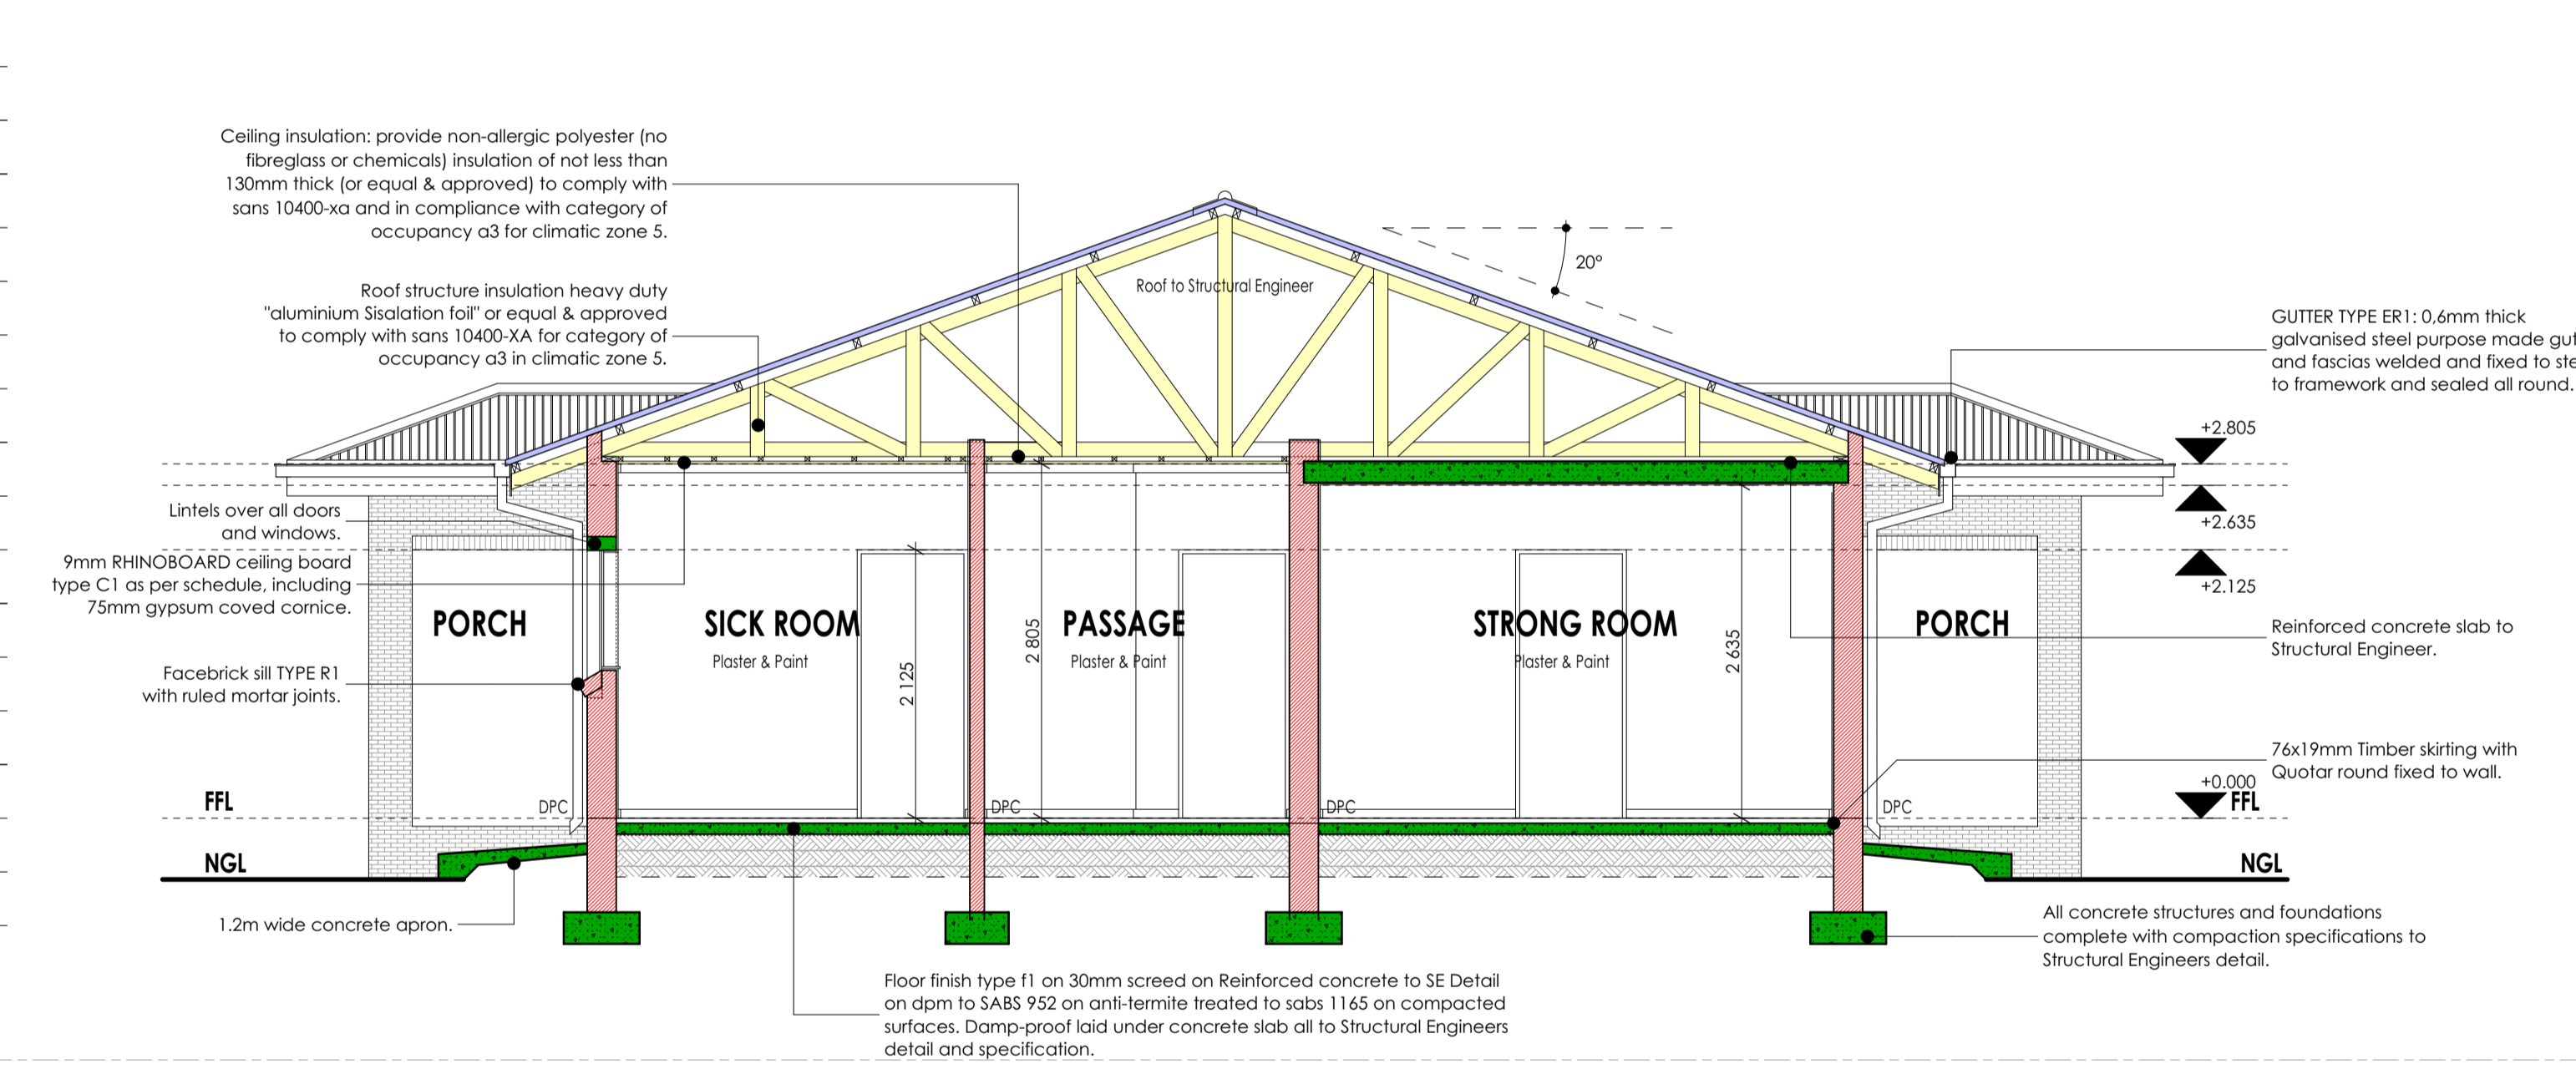 Ceiling insulation: provide non-allergic polyester (no
fibreglass or chemicals) insulation of not less than
130mm thick (or equal & approved) to comply with
sans 10400-xa and in compliance with category of
occupancy a3 for climatic zone 5.
Roof structure insulation heavy duty
"aluminium Sisalation foil" or equal & approved
to comply with sans 10400-XA for category of
occupancy a3 in climatic zone 5.
Roof to Structural Engineer
20°
GUTTER TYPE ER1: 0,6mm thick
galvanised steel purpose made gut
and fascias welded and fixed to ste
to framework and sealed all round.
+2.805
+2.635
+2.125
Lintels over all doors
and windows.
9mm RHINOBOARD ceiling board
type C1 as per schedule, including
75mm gypsum coved cornice.
Facebrick sill TYPE R1
with ruled mortar joints.
PORCH
SICK ROOM
Plaster & Paint
2 125
2 805
PASSAGE
Plaster & Paint
STRONG ROOM
Plaster & Paint
2 635
PORCH
Reinforced concrete slab to
Structural Engineer.
76x19mm Timber skirting with
Quotar round fixed to wall.
+0.000
FFL
FFL
DPC
DPC
DPC
DPC
NGL
NGL
1.2m wide concrete apron.
All concrete structures and foundations
complete with compaction specifications to
Structural Engineers detail.
Floor finish type f1 on 30mm screed on Reinforced concrete to SE Detail
on dpm to SABS 952 on anti-termite treated to sabs 1165 on compacted
surfaces. Damp-proof laid under concrete slab all to Structural Engineers
detail and specification.